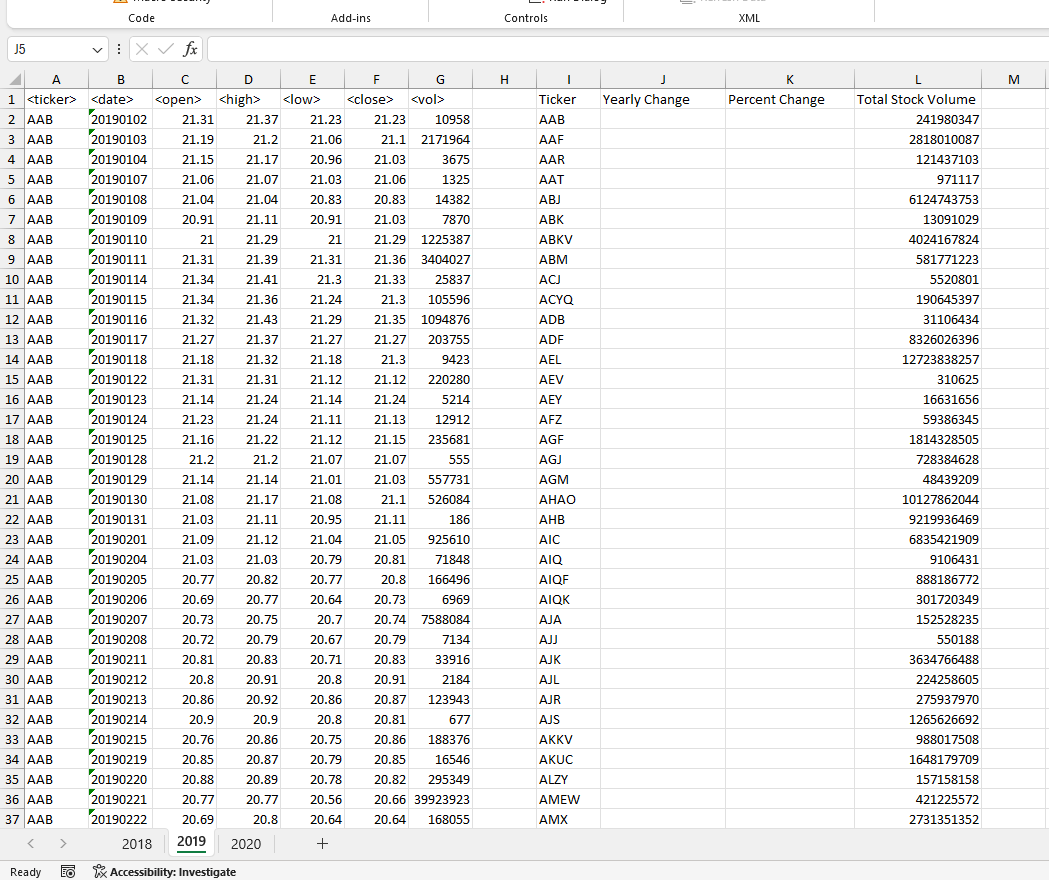 Code Add-ins Controls XML
J5 fx
A B C D E F G H I J K L M
1 <ticker> <date> <open> <high> <low> <close> <vol> Ticker Yearly Change Percent Change Total Stock Volume
2 AAB 20190102 21.31 21.37 21.23 21.23 10958 AAB 241980347
3 AAB 20190103 21.19 21.2 21.06 21.1 2171964 AAF 2818010087
4 AAB 20190104 21.15 21.17 20.96 21.03 3675 AAR 121437103
5 AAB 20190107 21.06 21.07 21.03 21.06 1325 AAT 971117
6 AAB 20190108 21.04 21.04 20.83 20.83 14382 ABJ 6124743753
7 AAB 20190109 20.91 21.11 20.91 21.03 7870 ABK 13091029
8 AAB 20190110 21 21.29 21 21.29 1225387 ABKV 4024167824
9 AAB 20190111 21.31 21.39 21.31 21.36 3404027 ABM 581771223
10 AAB 20190114 21.34 21.41 21.3 21.33 25837 ACJ 5520801
11 AAB 20190115 21.34 21.36 21.24 21.3 105596 ACYQ 190645397
12 AAB 20190116 21.32 21.43 21.29 21.35 1094876 ADB 31106434
13 AAB 20190117 21.27 21.37 21.27 21.27 203755 ADF 8326026396
14 AAB 20190118 21.18 21.32 21.18 21.3 9423 AEL 12723838257
15 AAB 20190122 21.31 21.31 21.12 21.12 220280 AEV 310625
16 AAB 20190123 21.14 21.24 21.14 21.24 5214 AEY 16631656
17 AAB 20190124 21.23 21.24 21.11 21.13 12912 AFZ 59386345
18 AAB 20190125 21.16 21.22 21.12 21.15 235681 AGF 1814328505
19 AAB 20190128 21.2 21.2 21.07 21.07 555 AGJ 728384628
20 AAB 20190129 21.14 21.14 21.01 21.03 557731 AGM 48439209
21 AAB 20190130 21.08 21.17 21.08 21.1 526084 AHAO 10127862044
22 AAB 20190131 21.03 21.11 20.95 21.11 186 AHB 9219936469
23 AAB 20190201 21.09 21.12 21.04 21.05 925610 AIC 6835421909
24 AAB 20190204 21.03 21.03 20.79 20.81 71848 AIQ 9106431
25 AAB 20190205 20.77 20.82 20.77 20.8 166496 AIQF 888186772
26 AAB 20190206 20.69 20.77 20.64 20.73 6969 AIQK 301720349
27 AAB 20190207 20.73 20.75 20.7 20.74 7588084 AJA 152528235
28 AAB 20190208 20.72 20.79 20.67 20.79 7134 AJJ 550188
29 AAB 20190211 20.81 20.83 20.71 20.83 33916 AJK 3634766488
30 AAB 20190212 20.8 20.91 20.8 20.91 2184 AJL 224258605
31 AAB 20190213 20.86 20.92 20.86 20.87 123943 AJR 275937970
32 AAB 20190214 20.9 20.9 20.8 20.81 677 AJS 1265626692
33 AAB 20190215 20.76 20.86 20.75 20.86 188376 AKKV 988017508
34 AAB 20190219 20.85 20.87 20.79 20.85 16546 AKUC 1648179709
35 AAB 20190220 20.88 20.89 20.78 20.82 295349 ALZY 157158158
36 AAB 20190221 20.77 20.77 20.56 20.66 39923923 AMEW 421225572
37 AAB 20190222 20.69 20.8 20.64 20.64 168055 AMX 2731351352
2018 2019 2020
Ready Accessibility: Investigate